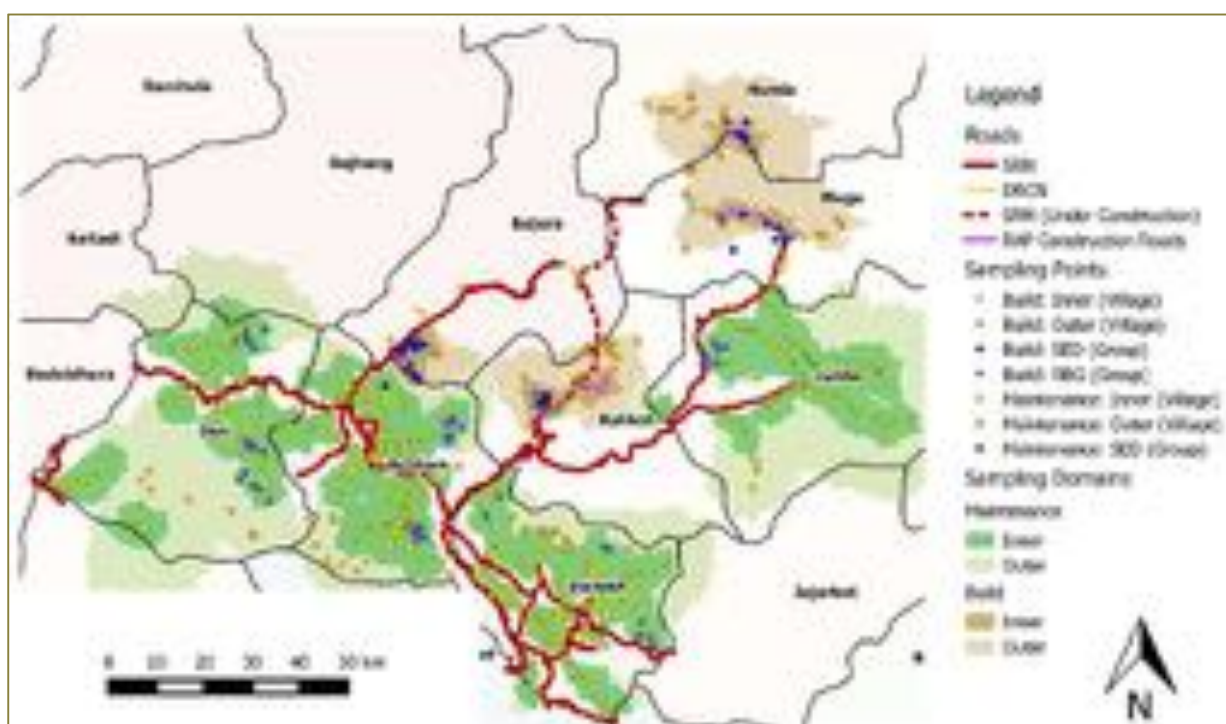 Humla
Darchula
Bajhang
Mugu
Bajura
Baitadi
Dadeldhura
Jumla
Kalikot
Doti
Achham
Dailekh
Jajarkot
0 10 20 30 40 50 km
N
Legend
Roads
SRN
DRCN
SRN (Under Construction)
RAP Construction Roads
Sampling Points
Build: Inner (Village)
Build: Outer (Village)
Build: SED (Group)
Build: RBG (Group)
Maintenance: Inner (Village)
Maintenance: Outer (Village)
Maintenance: SED (Group)
Sampling Domains
Maintenance
Inner
Outer
Build
Inner
Outer